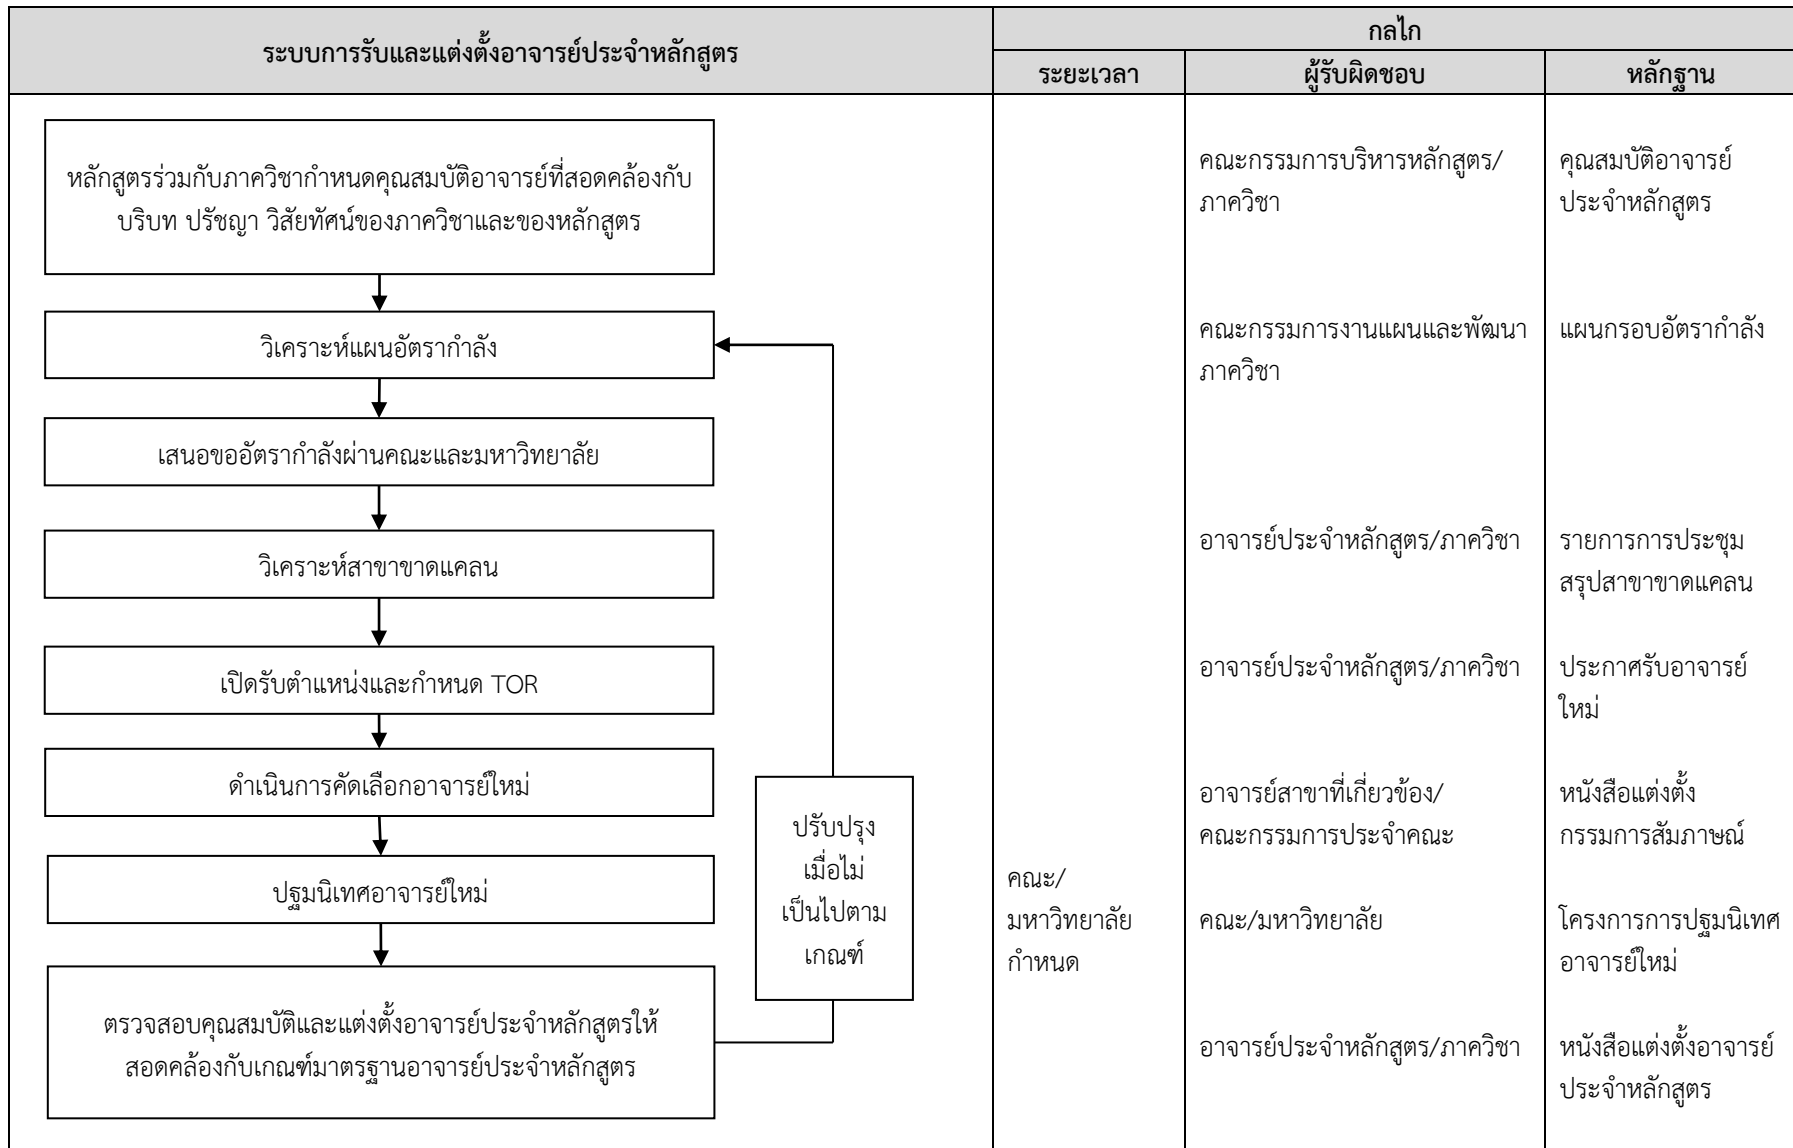 ระบบการรับและแต่งตั้งอาจารย์ประจำหลักสูตร
กลไก
ระยะเวลา
ผู้รับผิดชอบ
หลักฐาน
หลักสูตรร่วมกับภาควิชากำหนดคุณสมบัติอาจารย์ที่สอดคล้องกับ
บริบท ปรัชญา วิสัยทัศน์ของภาควิชาและของหลักสูตร
คณะกรรมการบริหารหลักสูตร/
ภาควิชา
คุณสมบัติอาจารย์
ประจำหลักสูตร
วิเคราะห์แผนอัตรากำลัง
คณะกรรมการงานแผนและพัฒนา
ภาควิชา
แผนกรอบอัตรากำลัง
เสนอขออัตรากำลังผ่านคณะและมหาวิทยาลัย
วิเคราะห์สาขาขาดแคลน
อาจารย์ประจำหลักสูตร/ภาควิชา
รายการการประชุม
สรุปสาขาขาดแคลน
เปิดรับตำแหน่งและกำหนด TOR
อาจารย์ประจำหลักสูตร/ภาควิชา
ประกาศรับอาจารย์
ใหม่
ดำเนินการคัดเลือกอาจารย์ใหม่
อาจารย์สาขาที่เกี่ยวข้อง/
คณะกรรมการประจำคณะ
หนังสือแต่งตั้ง
กรรมการสัมภาษณ์
ปรับปรุง
เมื่อไม่
เป็นไปตาม
เกณฑ์
ปฐมนิเทศอาจารย์ใหม่
คณะ/
มหาวิทยาลัย
กำหนด
คณะ/มหาวิทยาลัย
โครงการการปฐมนิเทศ
อาจารย์ใหม่
ตรวจสอบคุณสมบัติและแต่งตั้งอาจารย์ประจำหลักสูตรให้
สอดคล้องกับเกณฑ์มาตรฐานอาจารย์ประจำหลักสูตร
อาจารย์ประจำหลักสูตร/ภาควิชา
หนังสือแต่งตั้งอาจารย์
ประจำหลักสูตร